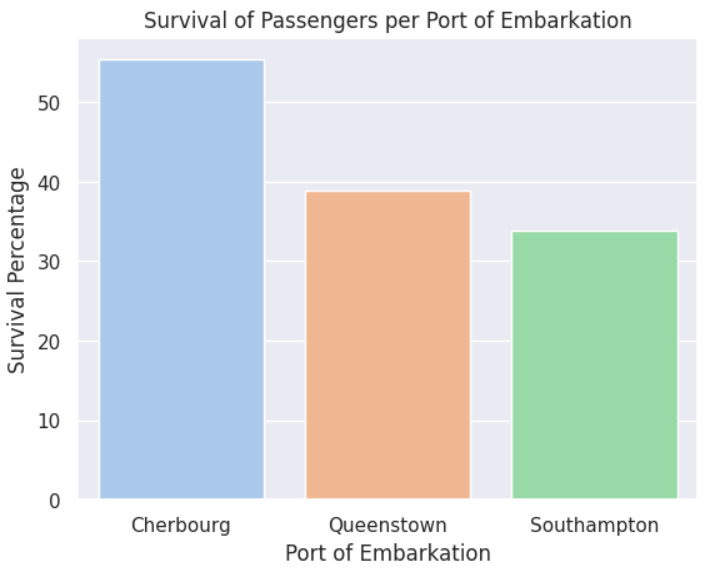 Survival of Passengers per Port of Embarkation
Survival Percentage
50
40
30
20
10
0
Cherbourg
Queenstown
Southampton
Port of Embarkation